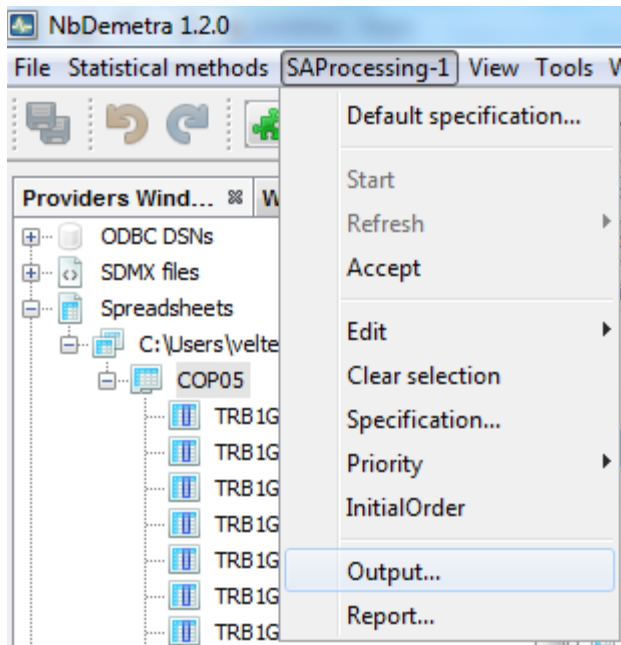 NbDemetra 1.2.0
File Statistical methods SAProcessing-1 View Tools
Default specification...
Start
Providers Wind...
Refresh
ODBC DSNs
SDMX files
Accept
Spreadsheets
Edit
C:\Users\velte
Clear selection
COP05
TRB1G
Specification...
TRB1G
Priority
TRB1G
InitialOrder
TRB1G
TRB1G
Output...
TRB1G
Report...
TRB1G